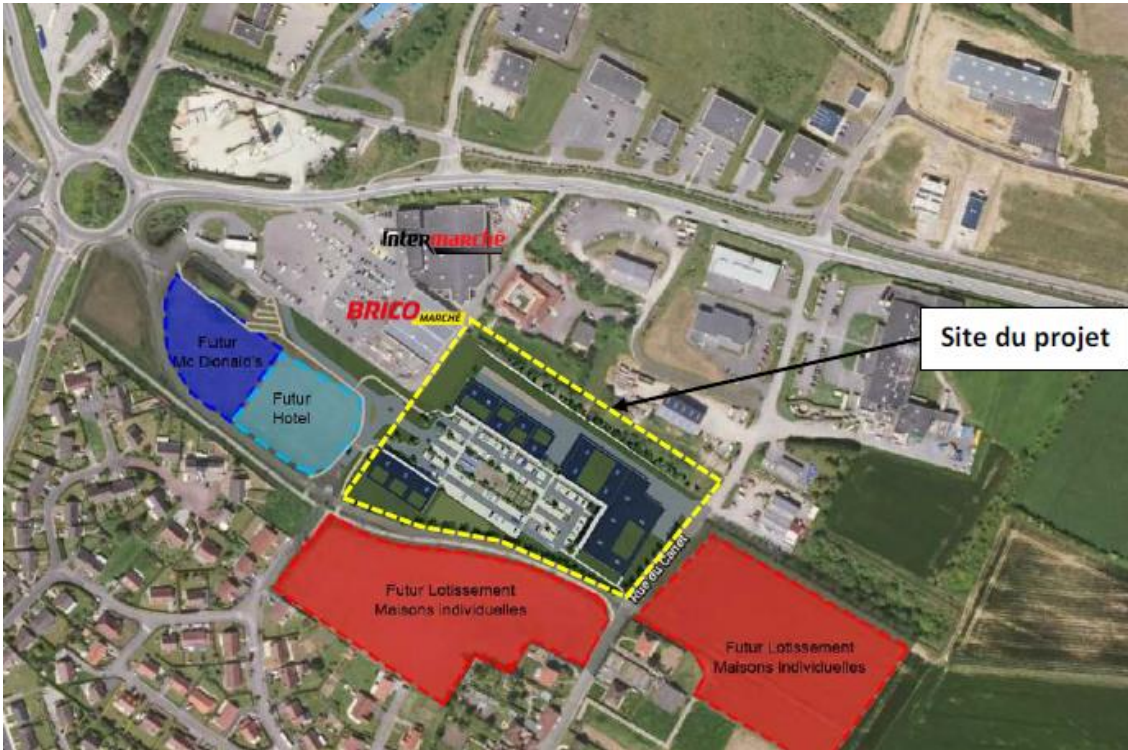 Intermarché
BRICO
MARCHÉ
Site du projet
Futur
Mc Donald's
Futur
Hotel
Rue du Canet
Futur Lotissement
Maisons individuelles
Futur Lotissement
Maisons individuelles